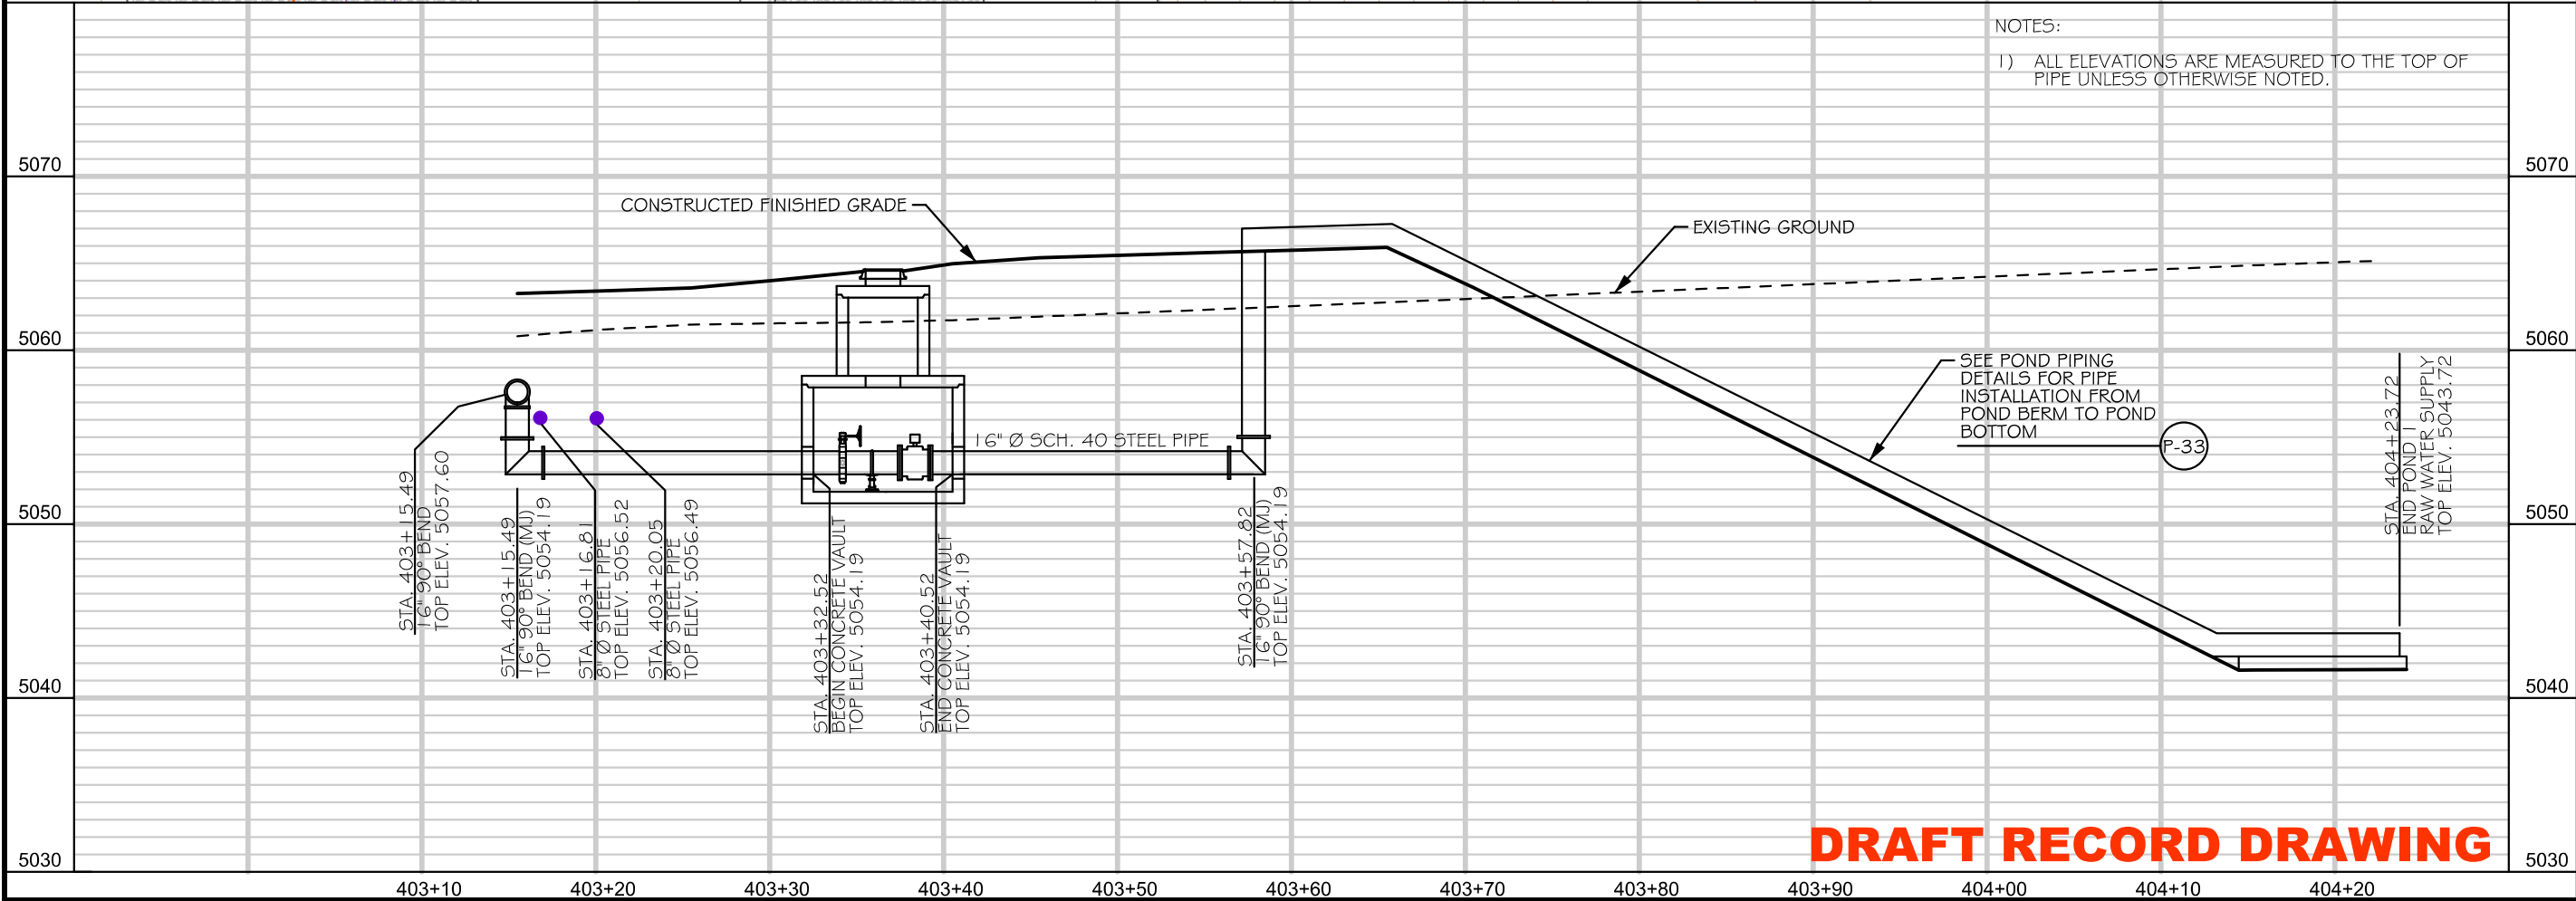 NOTES:
1) ALL ELEVATIONS ARE MEASURED TO THE TOP OF
PIPE UNLESS OTHERWISE NOTED.
5070
5070
CONSTRUCTED FINISHED GRADE
EXISTING GROUND
5060
5060
SEE POND PIPING
DETAILS FOR PIPE
INSTALLATION FROM
POND BERM TO POND
BOTTOM
P-33
16" Ø SCH. 40 STEEL PIPE
STA. 403+15.49
16" 90° BEND
TOP ELEV. 5057.60
STA. 403+15.49
16" 90° BEND (MJ)
TOP ELEV. 5054.19
STA. 403+16.81
8" Ø STEEL PIPE
TOP ELEV. 5056.52
STA. 403+20.05
8" Ø STEEL PIPE
TOP ELEV. 5056.49
STA. 403+32.52
BEGIN CONCRETE VAULT
TOP ELEV. 5054.19
STA. 403+40.52
END CONCRETE VAULT
TOP ELEV. 5054.19
STA. 403+57.82
16" 90° BEND (MJ)
TOP ELEV. 5054.19
STA. 404+23.72
END POND 1
RAW WATER SUPPLY
TOP ELEV. 5043.72
5050
5050
5040
5040
DRAFT RECORD DRAWING
5030
5030
403+10 403+20 403+30 403+40 403+50 403+60 403+70 403+80 403+90 404+00 404+10 404+20